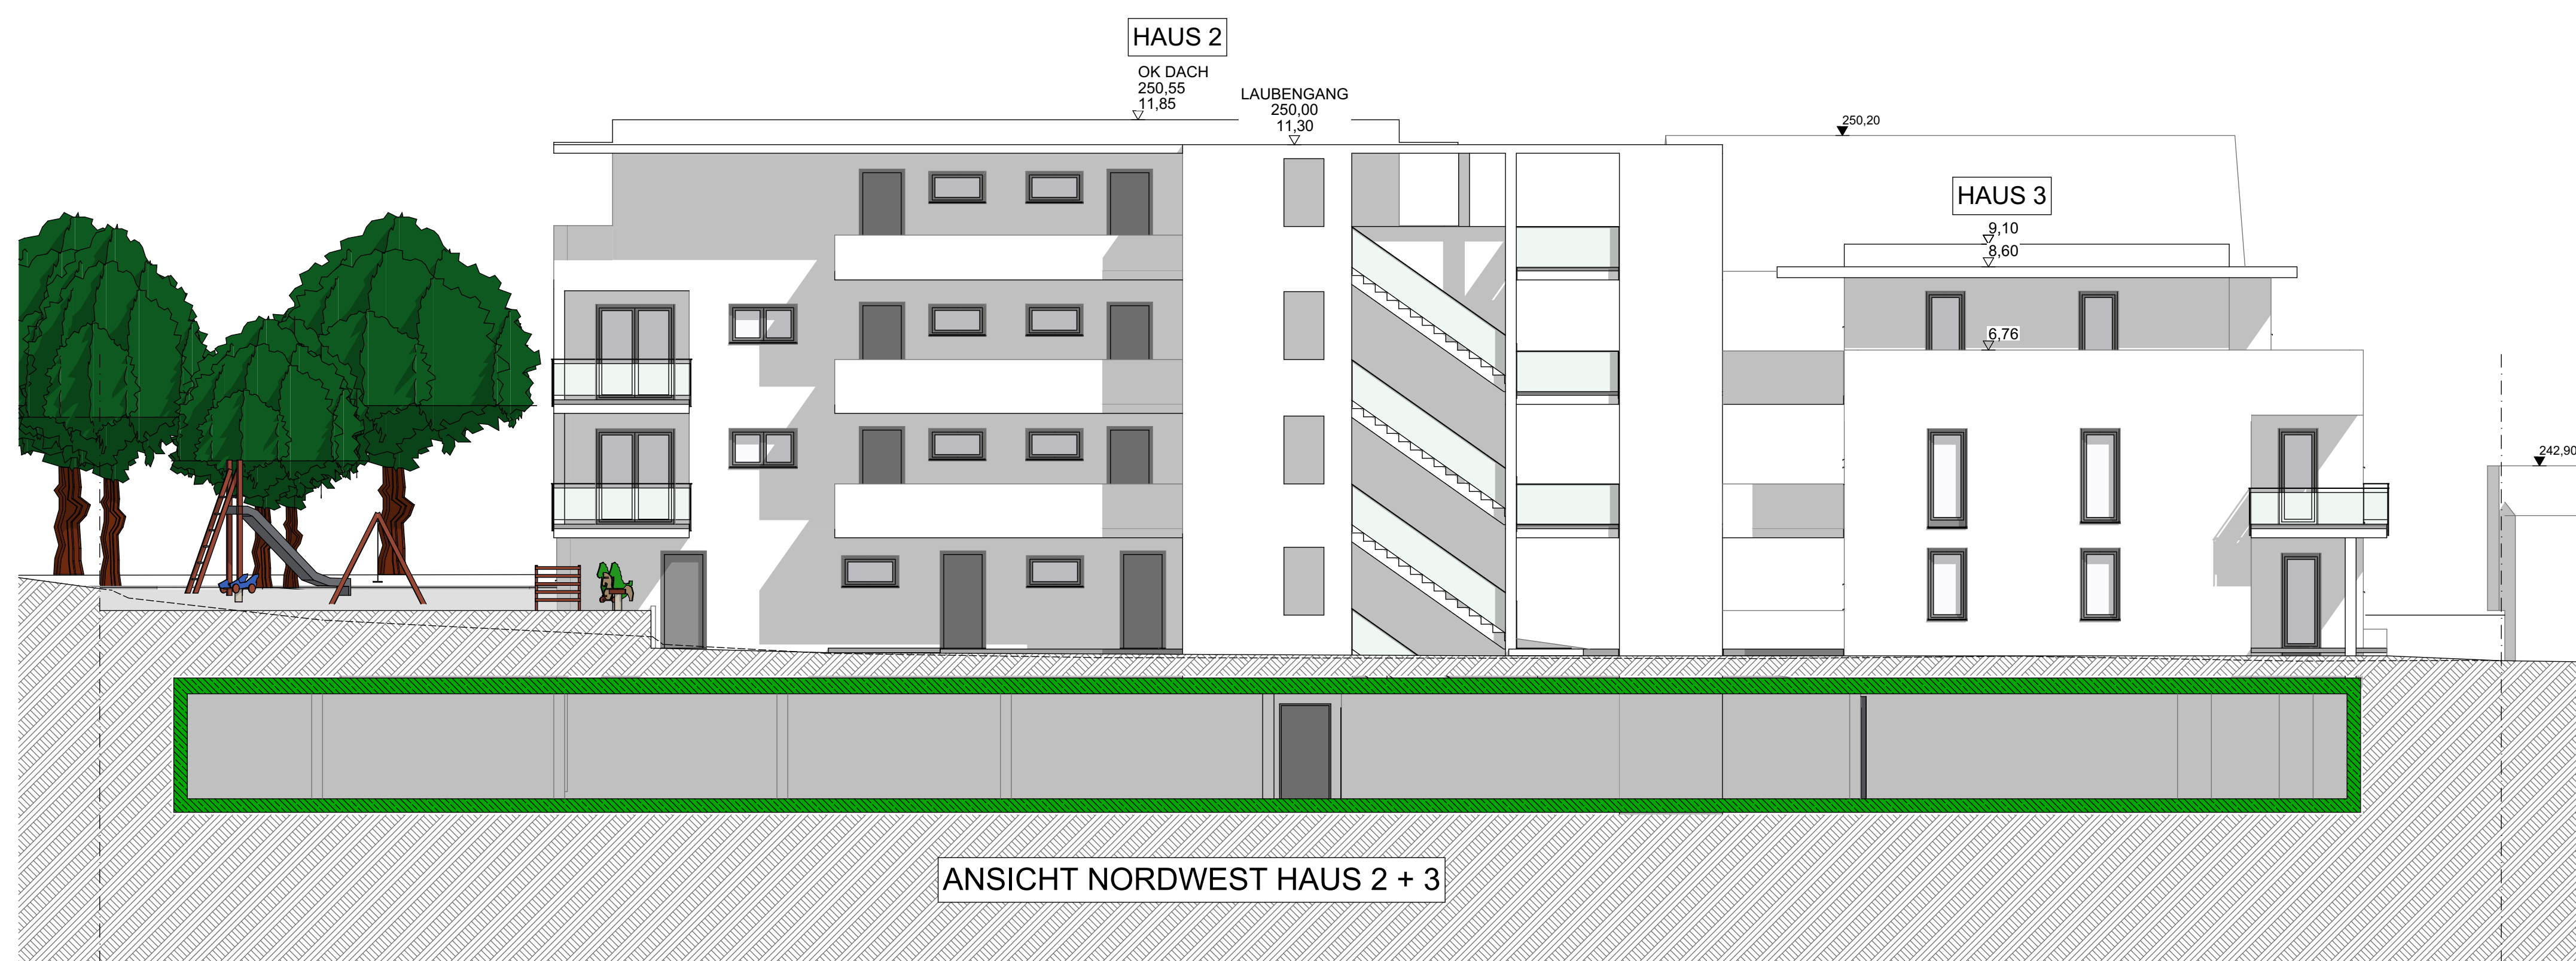 HAUS 2
OK DACH
250,55
11,85
LAUBENGANG
250,00
11,30
250,20
HAUS 3
9,10
8,60
6,76
242,90
ANSICHT NORDWEST HAUS 2 + 3